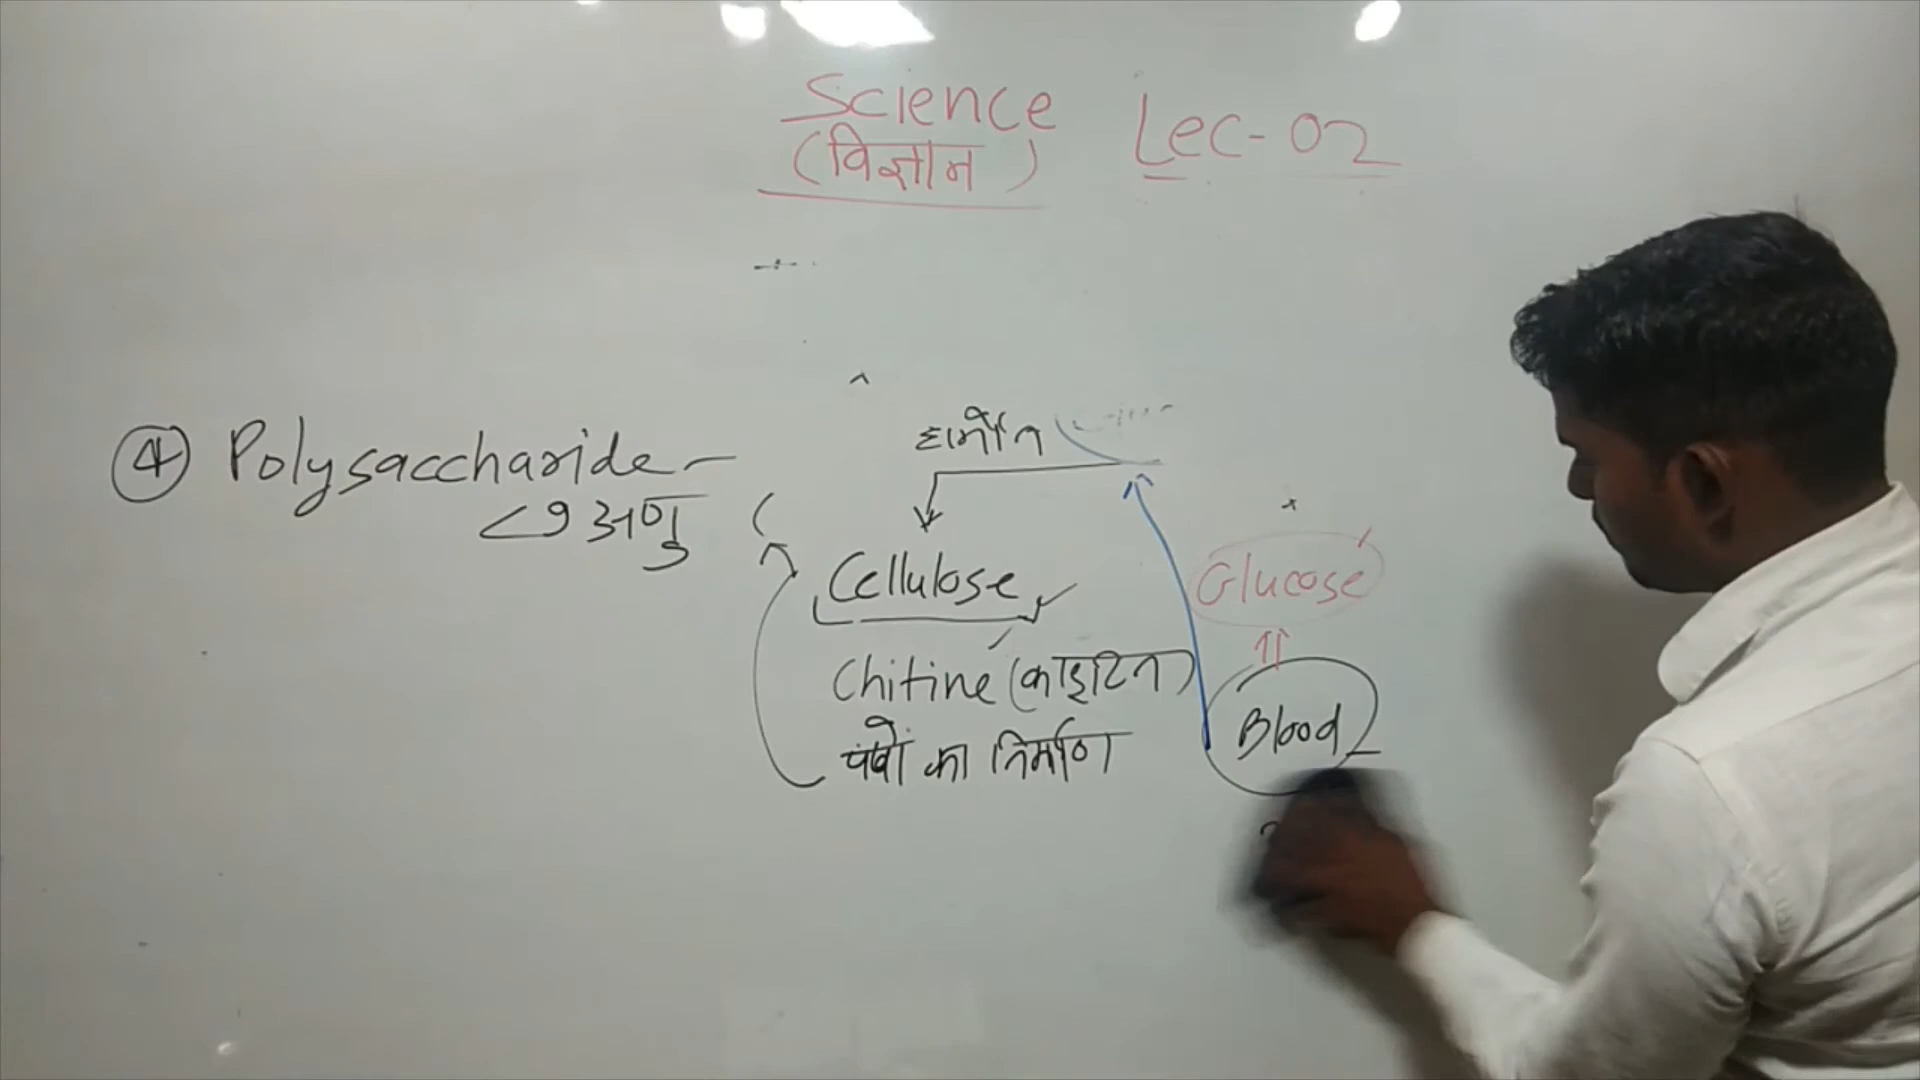 Science Lec-02
(विज्ञान)
④ Polysaccharide-
<9 अणु
हार्मोन
Cellulose
Glucose
Chitine (काइटिन)
Blood
पंखों का निर्माण